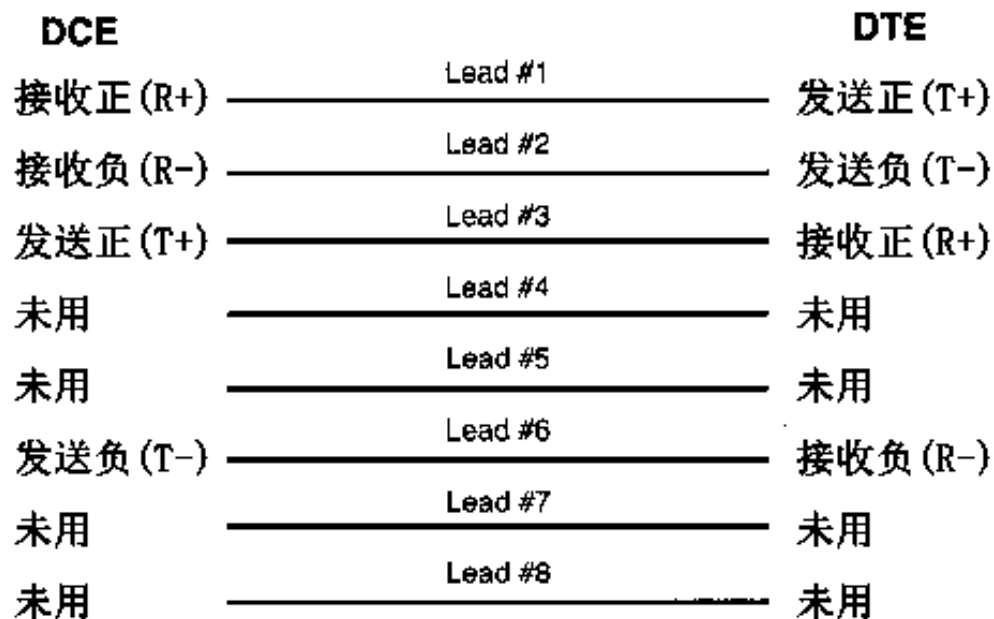 DCE DTE
接收正(R+) Lead #1 发送正(T+)
接收负(R-) Lead #2 发送负(T-)
发送正(T+) Lead #3 接收正(R+)
未用 Lead #4 未用
未用 Lead #5 未用
发送负(T-) Lead #6 接收负(R-)
未用 Lead #7 未用
未用 Lead #8 未用